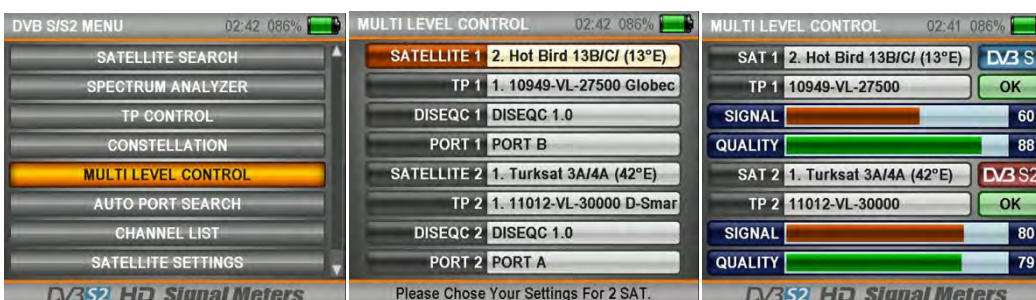 DVB S/S2 MENU 02:42 086%
SATELLITE SEARCH
SPECTRUM ANALYZER
TP CONTROL
CONSTELLATION
MULTI LEVEL CONTROL
AUTO PORT SEARCH
CHANNEL LIST
SATELLITE SETTINGS
DVB S2 HD Signal Meters
MULTI LEVEL CONTROL 02:42 086%
SATELLITE 1 2. Hot Bird 13B/C/ (13°E)
TP 1 1. 10949-VL-27500 Globec
DISEQC 1 DISEQC 1.0
PORT 1 PORT B
SATELLITE 2 1. Turksat 3A/4A (42°E)
TP 2 1. 11012-VL-30000 D-Smar
DISEQC 2 DISEQC 1.0
PORT 2 PORT A
Please Chose Your Settings For 2 SAT.
MULTI LEVEL CONTROL 02:41 086%
SAT 1 2. Hot Bird 13B/C/ (13°E) DVB S
TP 1 10949-VL-27500 OK
SIGNAL 60
QUALITY 88
SAT 2 1. Turksat 3A/4A (42°E) DVB S2
TP 2 11012-VL-30000 OK
SIGNAL 80
QUALITY 79
DVB S2 HD Signal Meters